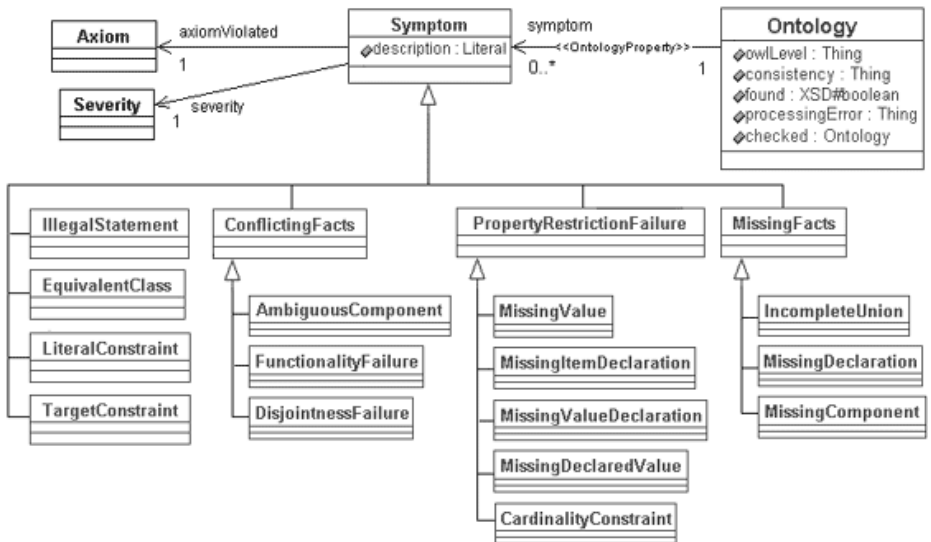 Axiom
axiomViolated
1
Severity
severity
1
Symptom
description : Literal
symptom
<<OntologyProperty>>
0..*
1
Ontology
owlLevel : Thing
consistency : Thing
found : XSD#boolean
processingError : Thing
checked : Ontology
IllegalStatement
EquivalentClass
LiteralConstraint
TargetConstraint
ConflictingFacts
AmbiguousComponent
FunctionalityFailure
DisjointnessFailure
PropertyRestrictionFailure
MissingValue
MissingItemDeclaration
MissingValueDeclaration
MissingDeclaredValue
CardinalityConstraint
MissingFacts
IncompleteUnion
MissingDeclaration
MissingComponent